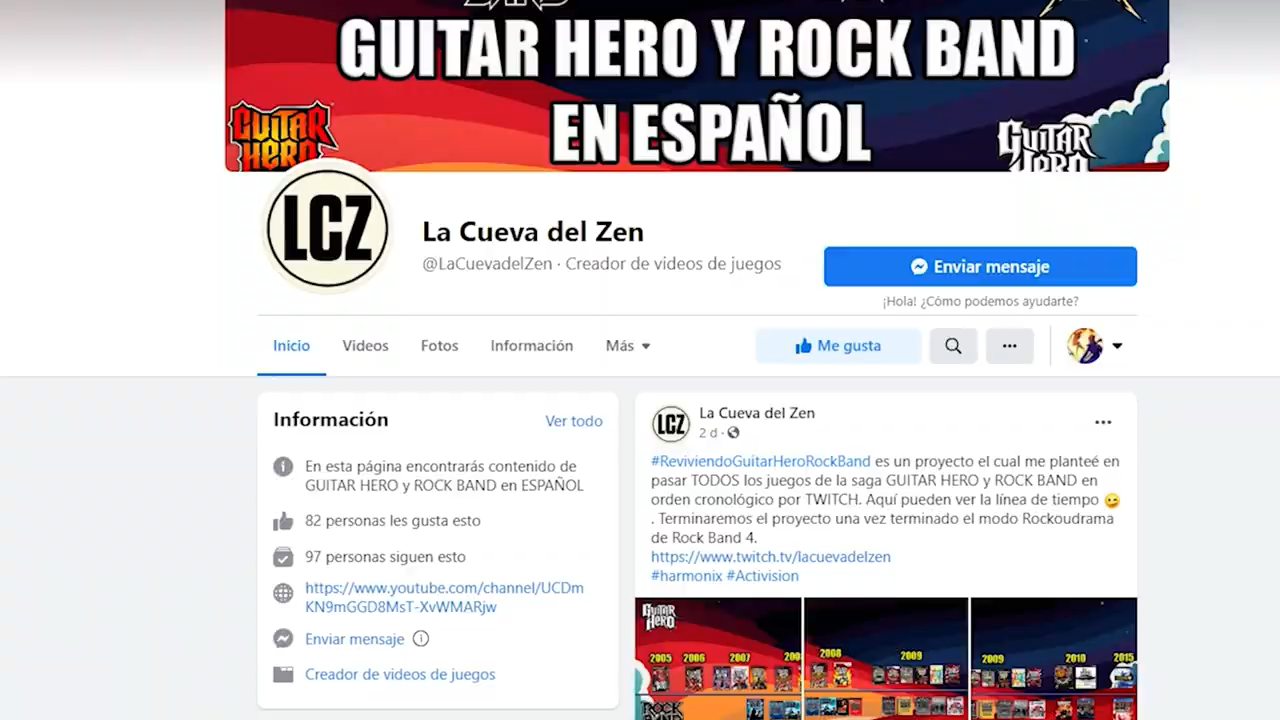 GUITAR HERO Y ROCK BAND
EN ESPAÑOL
GUITAR
HERO
GUITAR
HERO
LCZ
La Cueva del Zen
@LaCuevadelZen · Creador de videos de juegos
Enviar mensaje
¡Hola! ¿Cómo podemos ayudarte?
Inicio
Videos
Fotos
Información
Más
Me gusta
Información
Ver todo
En esta página encontrarás contenido de
GUITAR HERO y ROCK BAND en ESPAÑOL
82 personas les gusta esto
97 personas siguen esto
https://www.youtube.com/channel/UCDm
KN9mGGD8MsT-XvWMARjw
Enviar mensaje
Creador de videos de juegos
LCZ
La Cueva del Zen
2 d ·
#ReviviendoGuitarHeroRockBand es un proyecto el cual me planteé en
pasar TODOS los juegos de la saga GUITAR HERO y ROCK BAND en
orden cronológico por TWITCH. Aquí pueden ver la línea de tiempo 😉
. Terminaremos el proyecto una vez terminado el modo Rockoudrama
de Rock Band 4.
https://www.twitch.tv/lacuevadelzen
#harmonix #Activision
GUITAR
HERO
2005 2006 2007
2008 2009
2009 2010 2015
ROCK